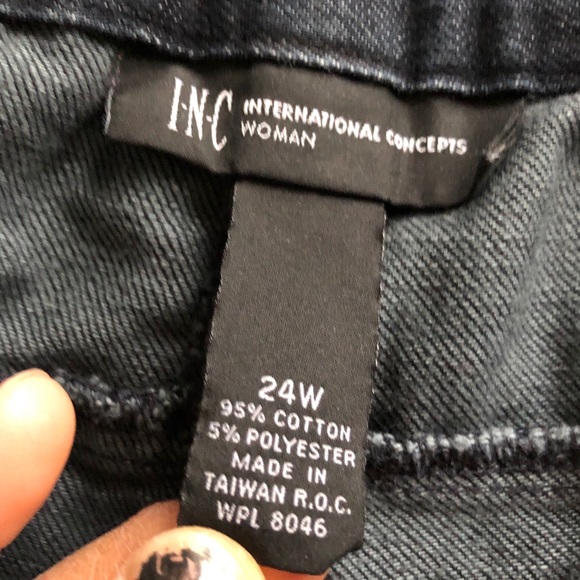 I·N·C INTERNATIONAL CONCEPTS
WOMAN
24W
95% COTTON
5% POLYESTER
MADE IN
TAIWAN R.O.C.
WPL 8046